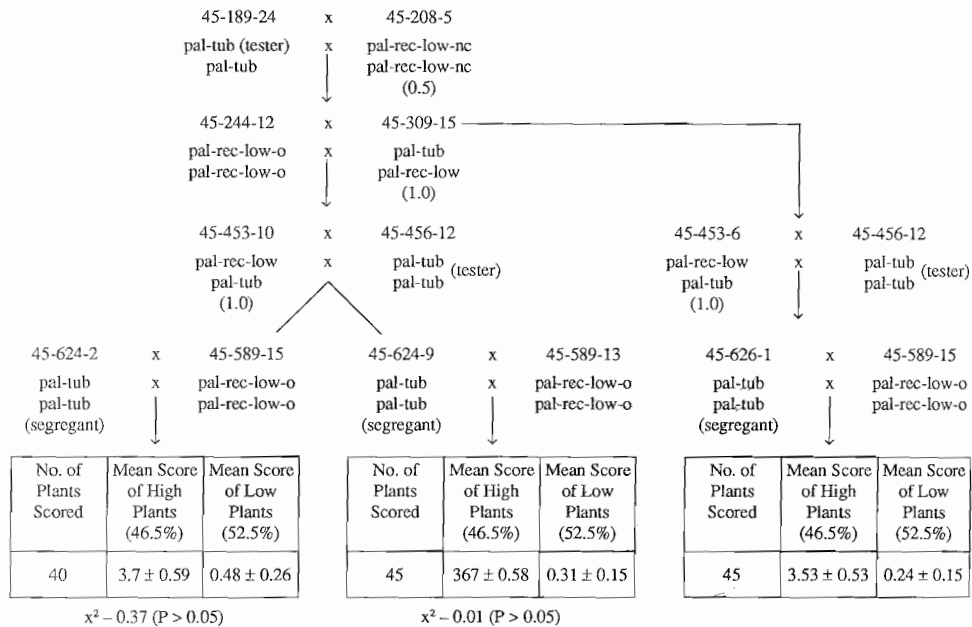 45-189-24 x 45-208-5
pal-tub (tester) x pal-rec-low-nc
pal-tub pal-rec-low-nc
(0.5)
45-244-12 x 45-309-15
pal-rec-low-o x pal-tub
pal-rec-low-o pal-rec-low
(1.0)
45-453-10 x 45-456-12 45-453-6 x 45-456-12
pal-rec-low x pal-tub (tester) pal-rec-low x pal-tub (tester)
pal-tub pal-tub pal-tub pal-tub
(1.0) (1.0)
45-624-2 x 45-589-15 45-624-9 x 45-589-13 45-626-1 x 45-589-15
pal-tub x pal-rec-low-o pal-tub x pal-rec-low-o pal-tub x pal-rec-low-o
pal-tub pal-rec-low-o pal-tub pal-rec-low-o pal-tub pal-rec-low-o
(segregant) (segregant) (segregant)
No. of Mean Score Mean Score No. of Mean Score Mean Score No. of Mean Score Mean Score
Plants of High of Low Plants of High of Low Plants of High of Low
Scored Plants Plants Scored Plants Plants Scored Plants Plants
(46.5%) (52.5%) (46.5%) (52.5%) (46.5%) (52.5%)
40 3.7 ± 0.59 0.48 ± 0.26 45 367 ± 0.58 0.31 ± 0.15 45 3.53 ± 0.53 0.24 ± 0.15
x² – 0.37 (P > 0.05) x² – 0.01 (P > 0.05)